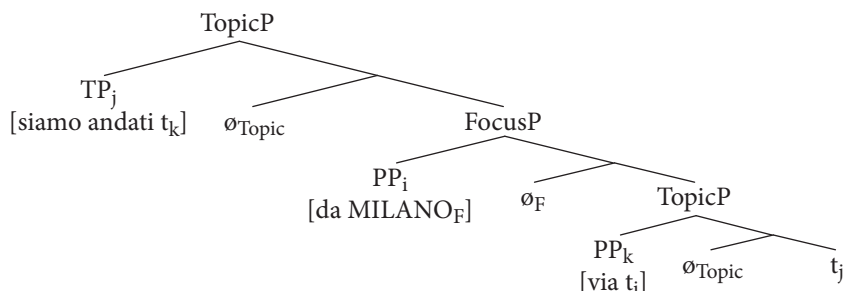 TopicP
TPj
[siamo andati tk]
øTopic
FocusP
PPi
[da MILANOF]
øF
TopicP
PPk
[via ti]
øTopic
tj